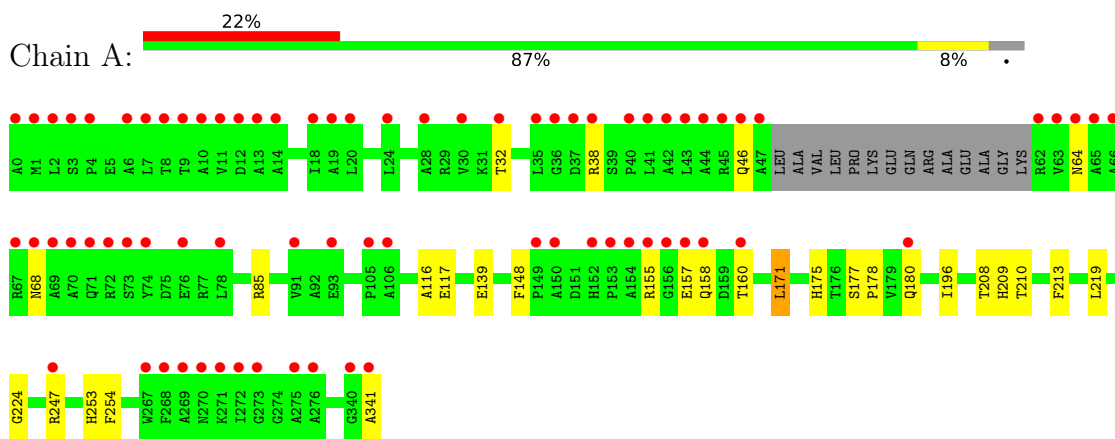 22%
Chain A:
87% 8% •
A0 M1 L2 S3 P4 E5 A6 L7 T8 T9 A10 V11 D12 A13 A14 I18 A19 L20 L24 A28 R29 V30 K31 T32 L35 G36 D37 R38 S39 P40 L41 A42 L43 A44 R45 Q46 A47 LEU ALA VAL LEU PRO LYS GLU GLN ARG ALA GLU ALA GLY LYS R62 V63 N64 A65 A66
R67 N68 A69 A70 Q71 R72 S73 Y74 D75 E76 R77 L78 R85 V91 A92 E93 P105 A106 A116 E117 E139 F148 P149 A150 D151 H152 P153 A154 R155 G156 E157 Q158 D159 T160 L171 H175 T176 S177 P178 V179 Q180 I196 T208 H209 T210 F213 L219
G224 R247 H253 F254 W267 F268 A269 N270 K271 I272 G273 G274 A275 A276 G340 A341